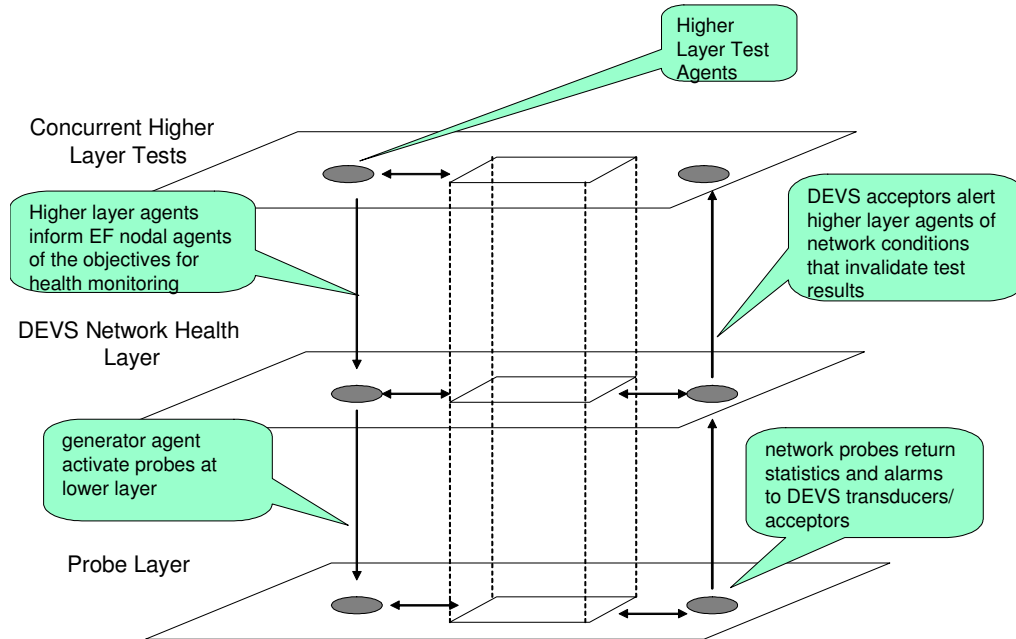 Higher
Layer Test
Agents
Concurrent Higher
Layer Tests
Higher layer agents
inform EF nodal agents
of the objectives for
health monitoring
DEVS acceptors alert
higher layer agents of
network conditions
that invalidate test
results
DEVS Network Health
Layer
generator agent
activate probes at
lower layer
network probes return
statistics and alarms
to DEVS transducers/
acceptors
Probe Layer